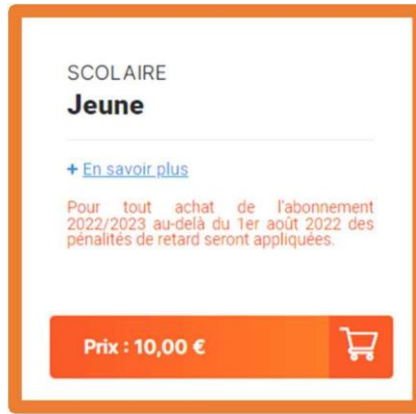 SCOLAIRE
Jeune
+ En savoir plus
Pour tout achat de l'abonnement
2022/2023 au-delà du 1er août 2022 des
pénalités de retard seront appliquées.
Prix : 10,00 €